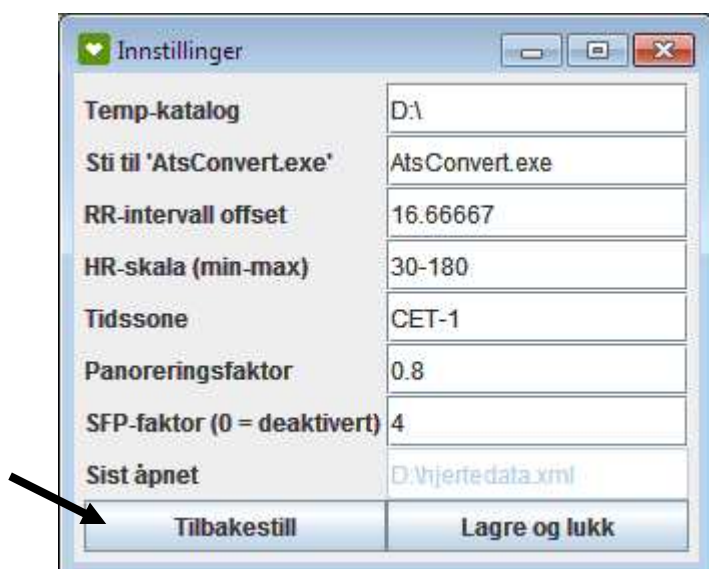 Innstillinger
Temp-katalog D:\
Sti til 'AtsConvert.exe' AtsConvert.exe
RR-intervall offset 16.66667
HR-skala (min-max) 30-180
Tidssone CET-1
Panoreringsfaktor 0.8
SFP-faktor (0 = deaktivert) 4
Sist åpnet D:\hjertedata.xml
Tilbakestill Lagre og lukk